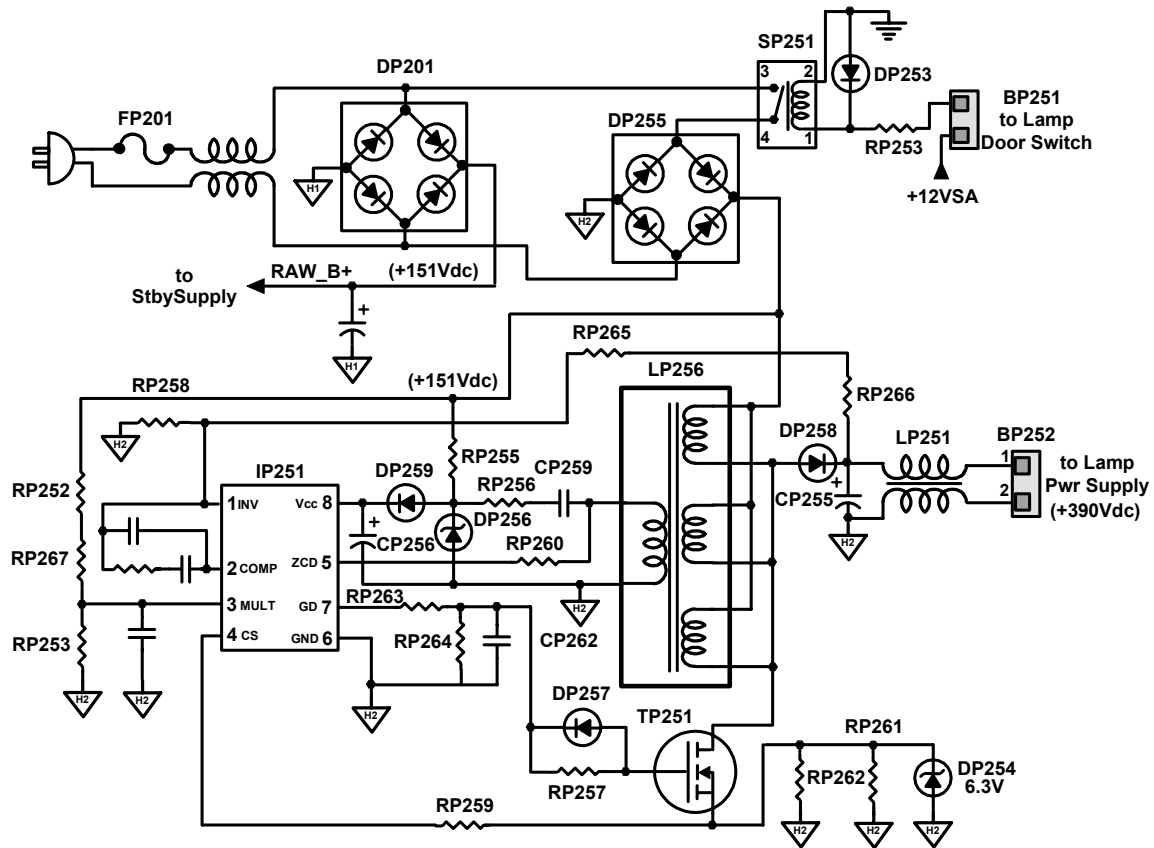 SP251
DP201
3
2
DP253
FP201
DP255
BP251
to Lamp
Door Switch
4
1
RP253
H1
+12VSA
H2
to
StbySupply
RAW_B+
(+151Vdc)
+
H1
RP265
RP258
(+151Vdc)
LP256
RP266
H2
DP258
LP251
BP252
RP255
IP251
DP259
CP259
1
to Lamp
Pwr Supply
(+390Vdc)
RP252
RP256
+
2
1 INV
Vcc 8
CP255
+
DP256
CP256
RP260
H2
RP267
2 COMP
ZCD 5
3 MULT
GD 7
RP263
H2
RP253
4 CS
GND 6
RP264
CP262
H2
H2
H2
DP257
TP251
RP261
RP262
DP254
6.3V
RP257
RP259
H2
H2
H2